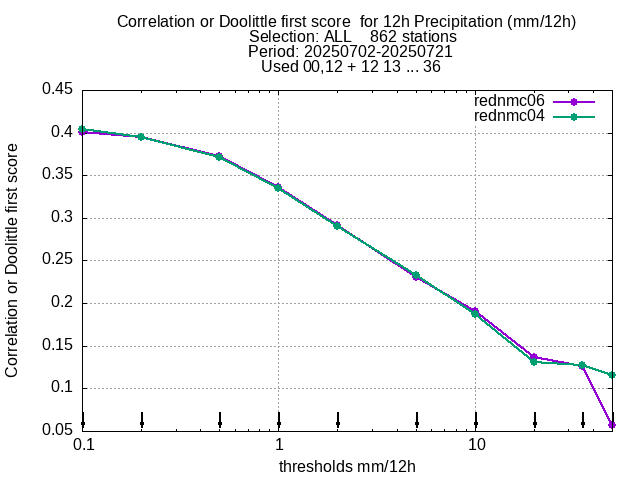 Correlation or Doolittle first score  for 12h Precipitation (mm/12h)
Selection: ALL    862 stations
Period: 20250702-20250721
Used 00,12 + 12 13 ... 36
rednmc06
rednmc04
0.45
0.4
0.35
0.3
0.25
0.2
0.15
0.1
0.05
Correlation or Doolittle first score
0.1
1
10
thresholds mm/12h